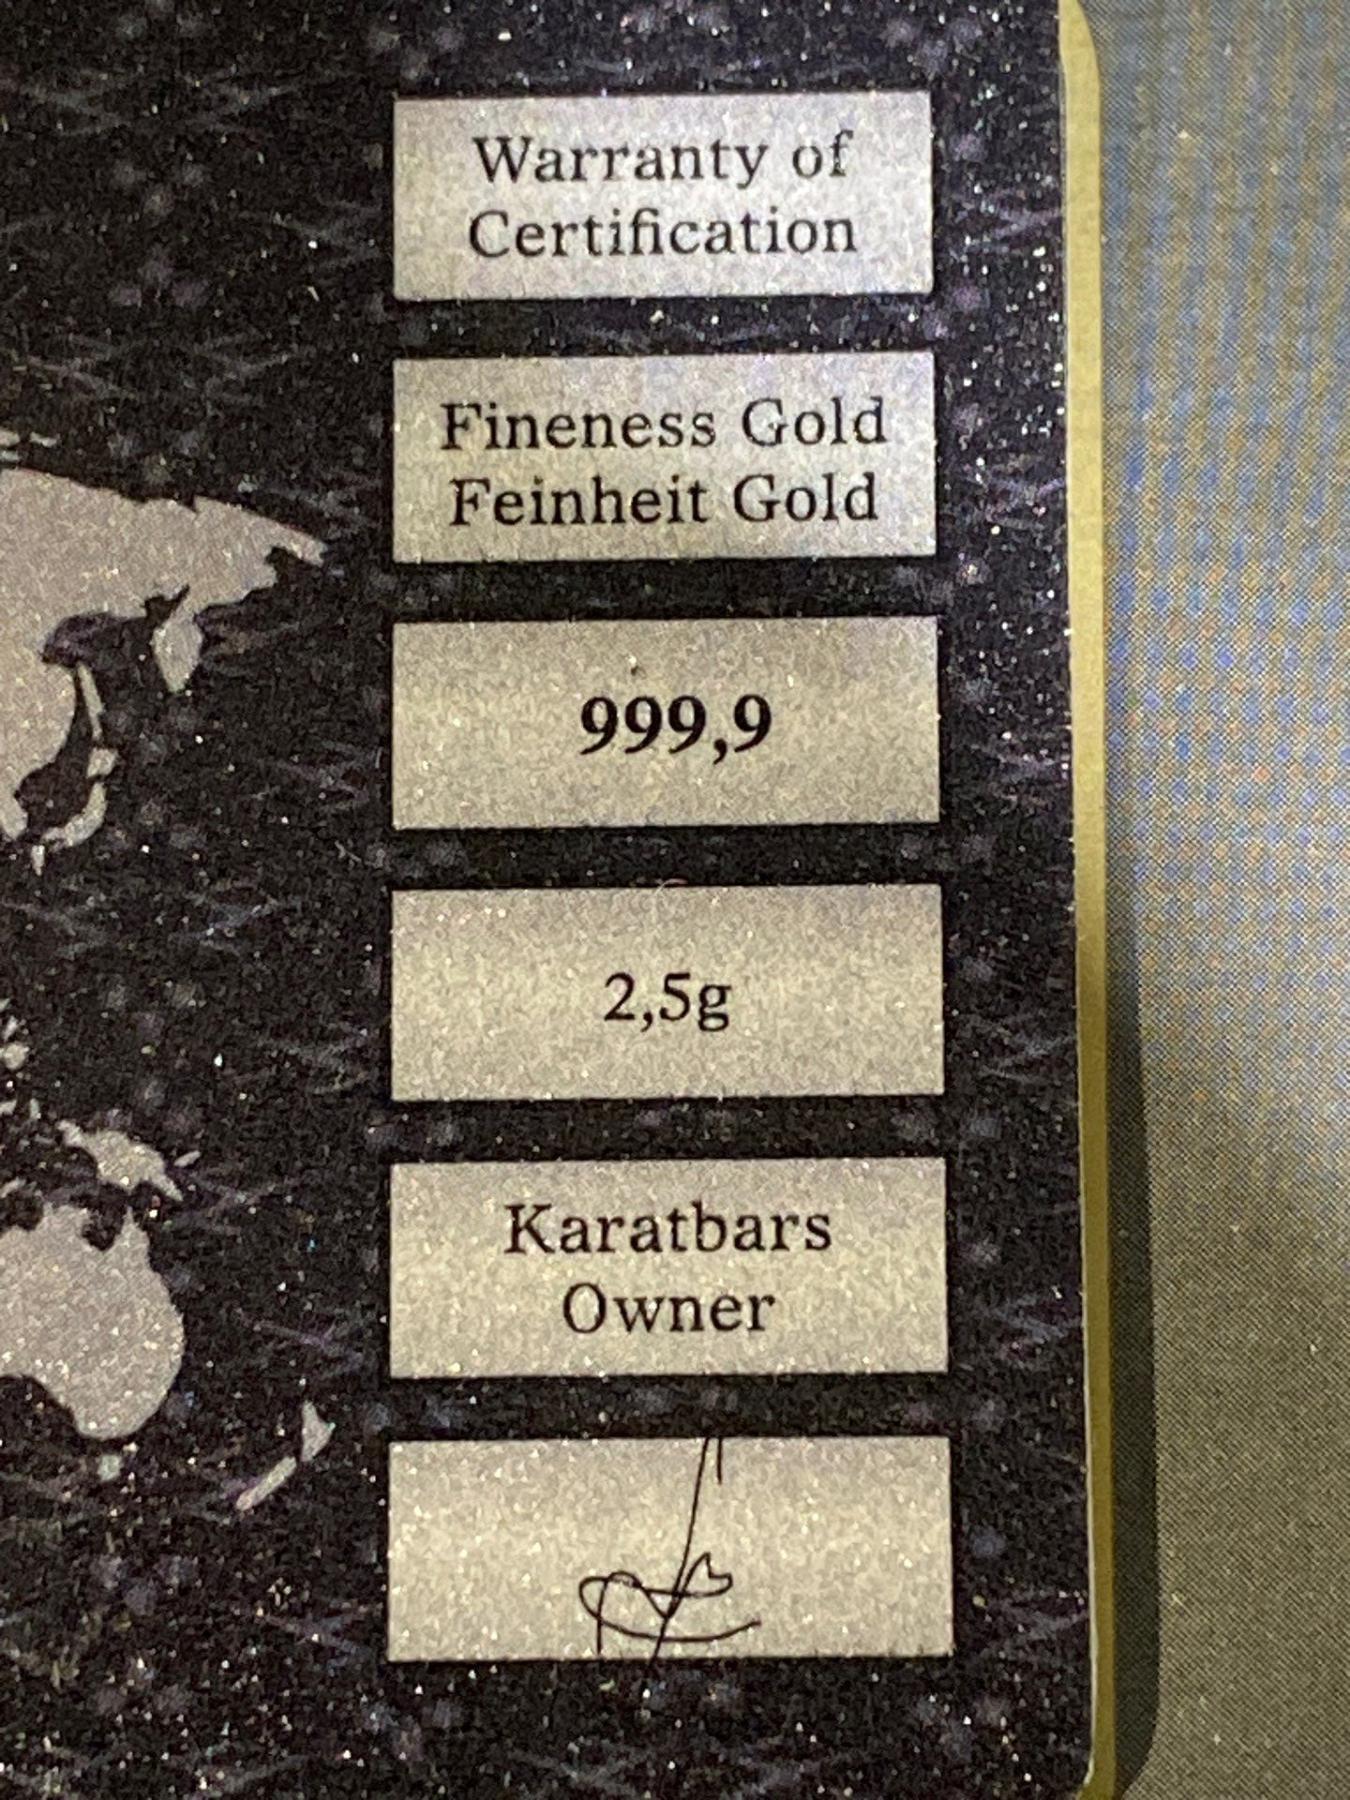 Warranty of
Certification
Fineness Gold
Feinheit Gold
999,9
2,5g
Karatbars
Owner